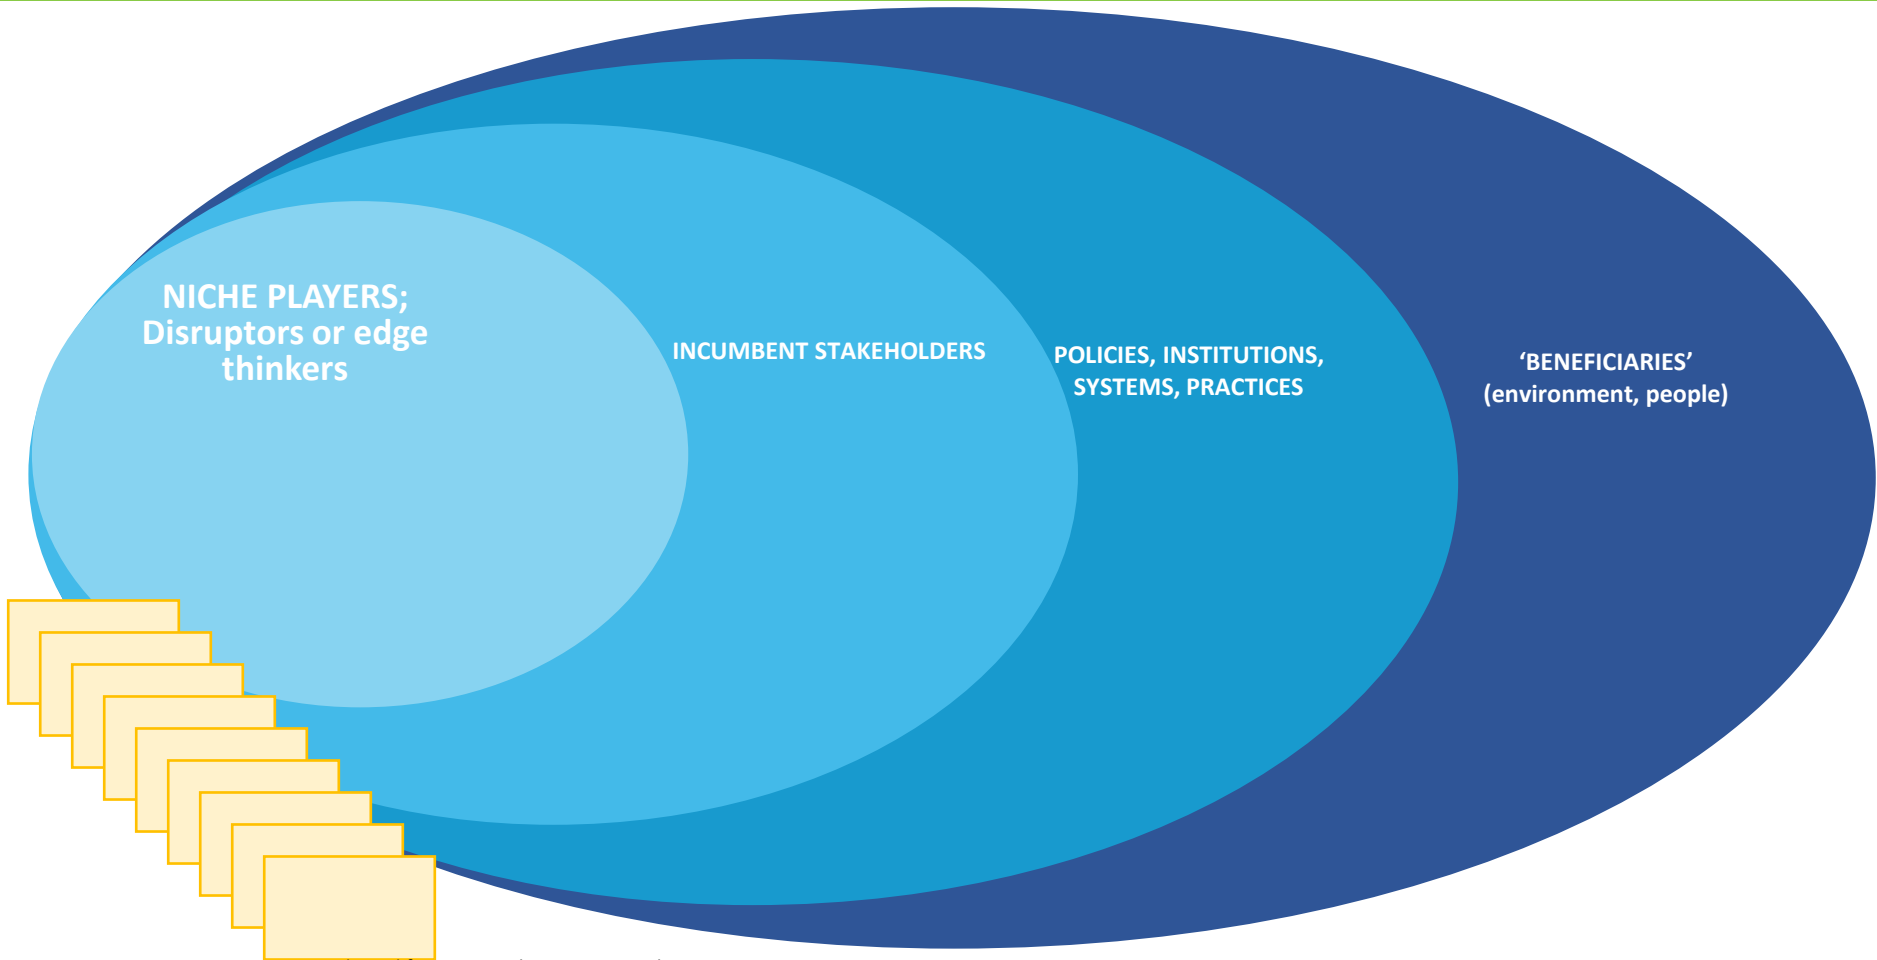 NICHE PLAYERS;
Disruptors or edge
thinkers
INCUMBENT STAKEHOLDERS
POLICIES, INSTITUTIONS,
SYSTEMS, PRACTICES
‘BENEFICIARIES’
(environment, people)